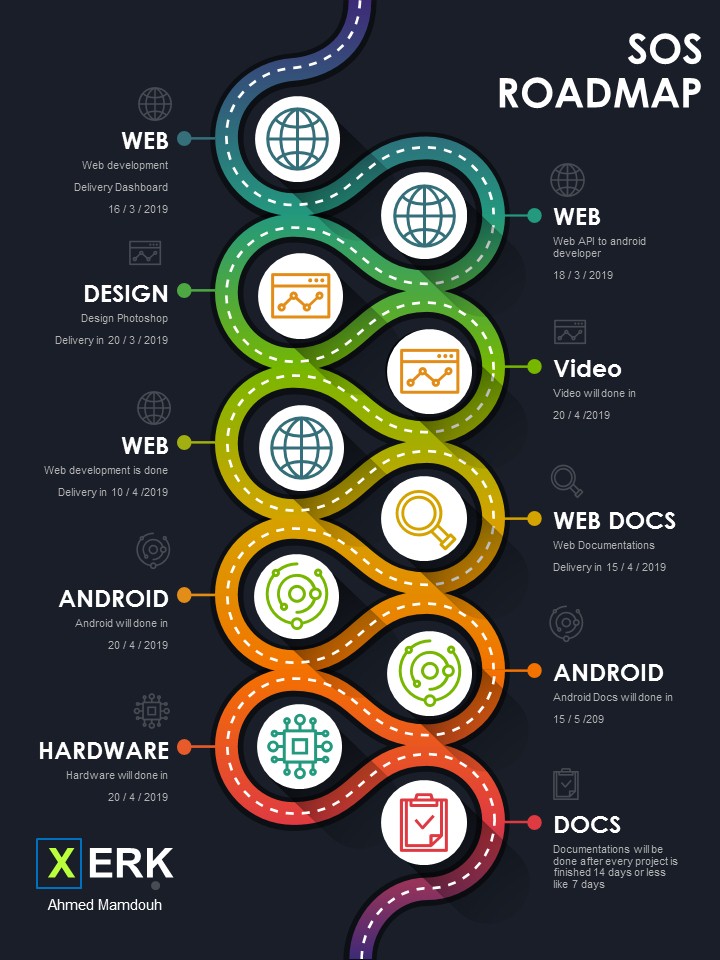 SOS
ROADMAP
WEB
Web development
Delivery Dashboard
16 / 3 / 2019
WEB
Web API to android
developer
18 / 3 / 2019
DESIGN
Design Photoshop
Delivery in 20 / 3 / 2019
Video
Video will done in
20 / 4 /2019
WEB
Web development is done
Delivery in 10 / 4 /2019
WEB DOCS
Web Documentations
Delivery in 15 / 4 / 2019
ANDROID
Android will done in
20 / 4 / 2019
ANDROID
Android Docs will done in
15 / 5 /209
HARDWARE
Hardware will done in
20 / 4 / 2019
DOCS
Documentations will be
done after every project is
finished 14 days or less
like 7 days
XERK
Ahmed Mamdouh